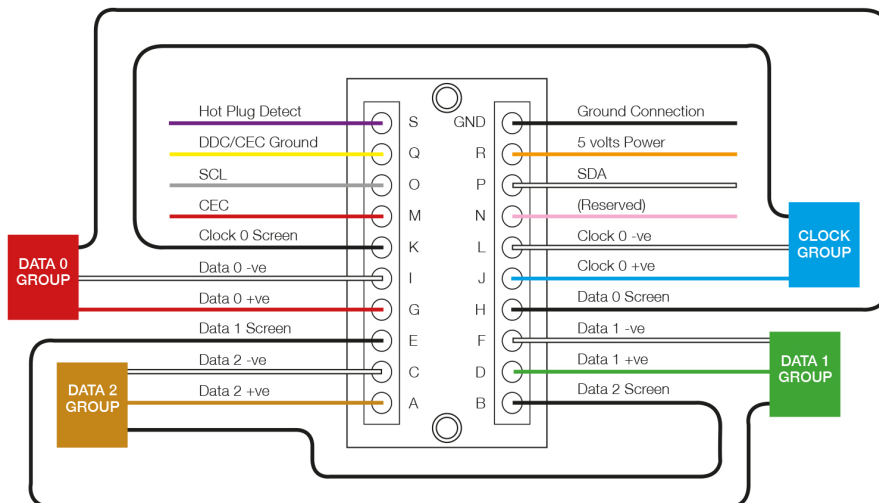 Hot Plug Detect S GND Ground Connection
DDC/CEC Ground Q R 5 volts Power
SCL O P SDA
CEC M N (Reserved)
Clock 0 Screen K L Clock 0 -ve
CLOCK
GROUP
DATA 0
GROUP
Data 0 -ve I J Clock 0 +ve
Data 0 +ve G H Data 0 Screen
Data 1 Screen E F Data 1 -ve
Data 2 -ve C D Data 1 +ve
DATA 1
GROUP
DATA 2
GROUP
Data 2 +ve A B Data 2 Screen